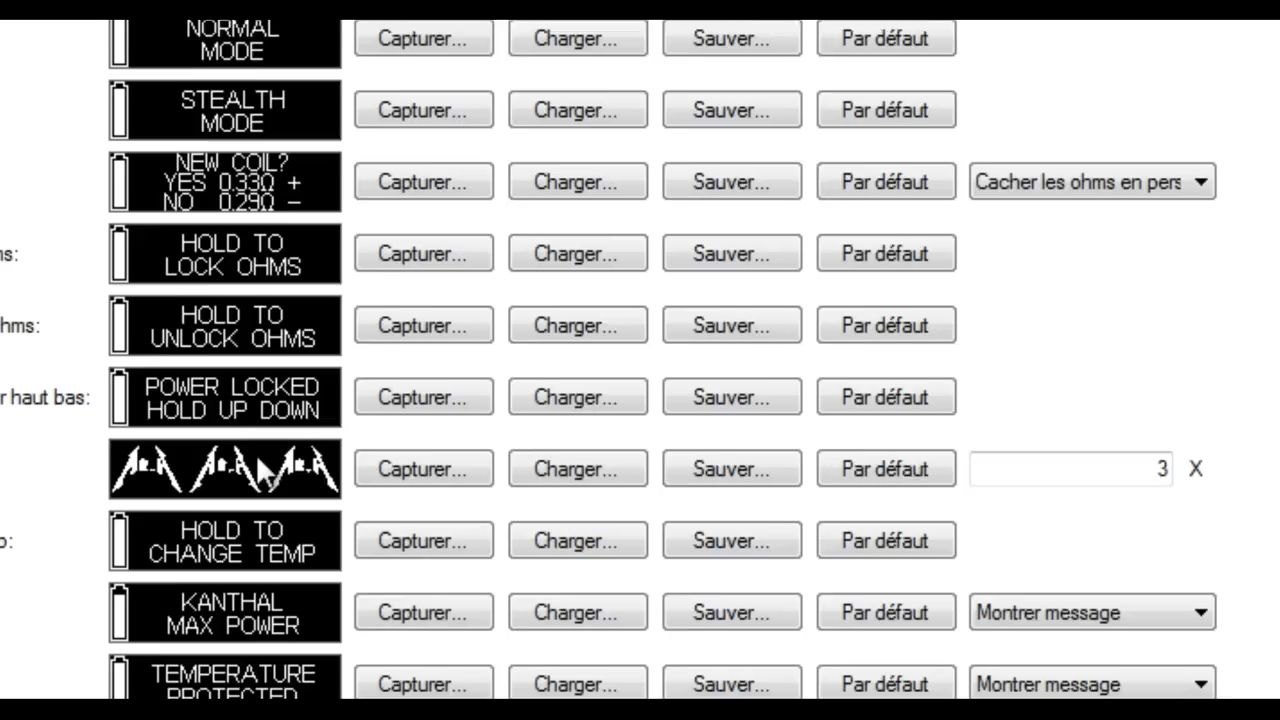 NORMAL
MODE
Capturer... Charger... Sauver... Par défaut
STEALTH
MODE
Capturer... Charger... Sauver... Par défaut
NEW COIL?
YES 0.33Ω +
NO 0.29Ω –
Capturer... Charger... Sauver... Par défaut Cacher les ohms en pers
ms:
HOLD TO
LOCK OHMS
Capturer... Charger... Sauver... Par défaut
hms:
HOLD TO
UNLOCK OHMS
Capturer... Charger... Sauver... Par défaut
r haut bas:
POWER LOCKED
HOLD UP DOWN
Capturer... Charger... Sauver... Par défaut
Capturer... Charger... Sauver... Par défaut 3 X
HOLD TO
CHANGE TEMP
Capturer... Charger... Sauver... Par défaut
KANTHAL
MAX POWER
Capturer... Charger... Sauver... Par défaut Montrer message
TEMPERATURE
PROTECTED
Capturer... Charger... Sauver... Par défaut Montrer message